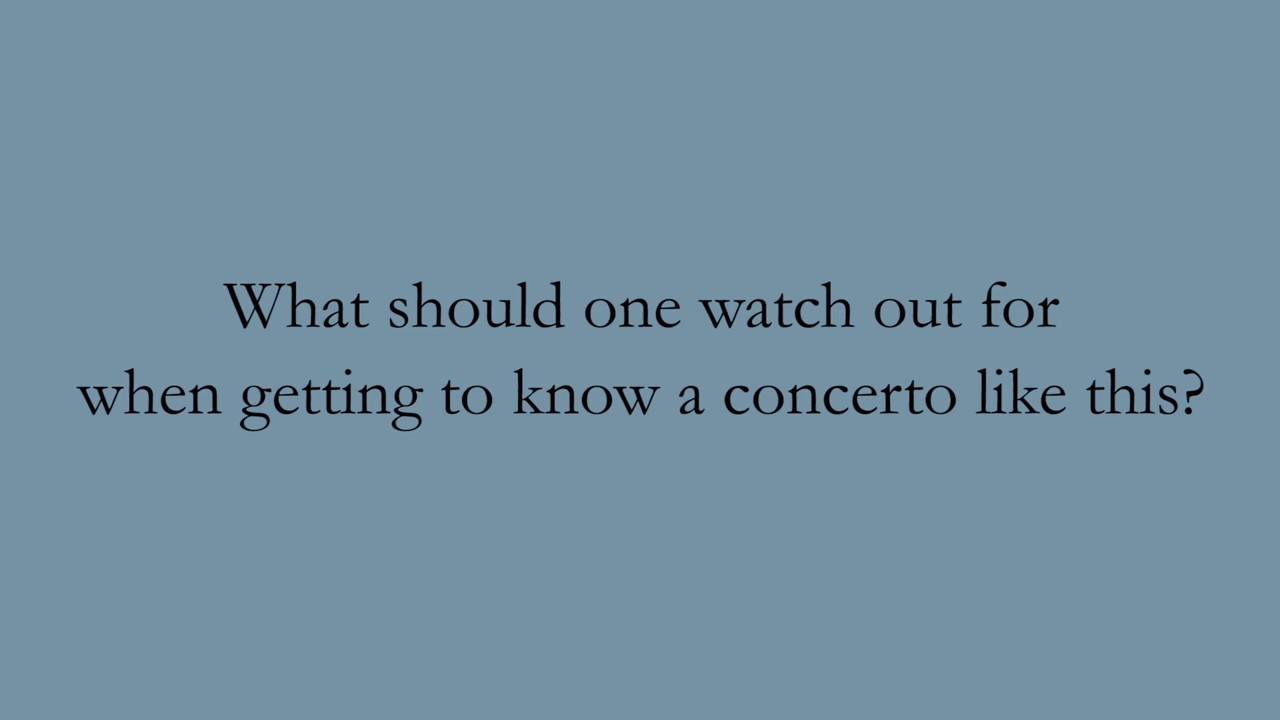 What should one watch out for
when getting to know a concerto like this?